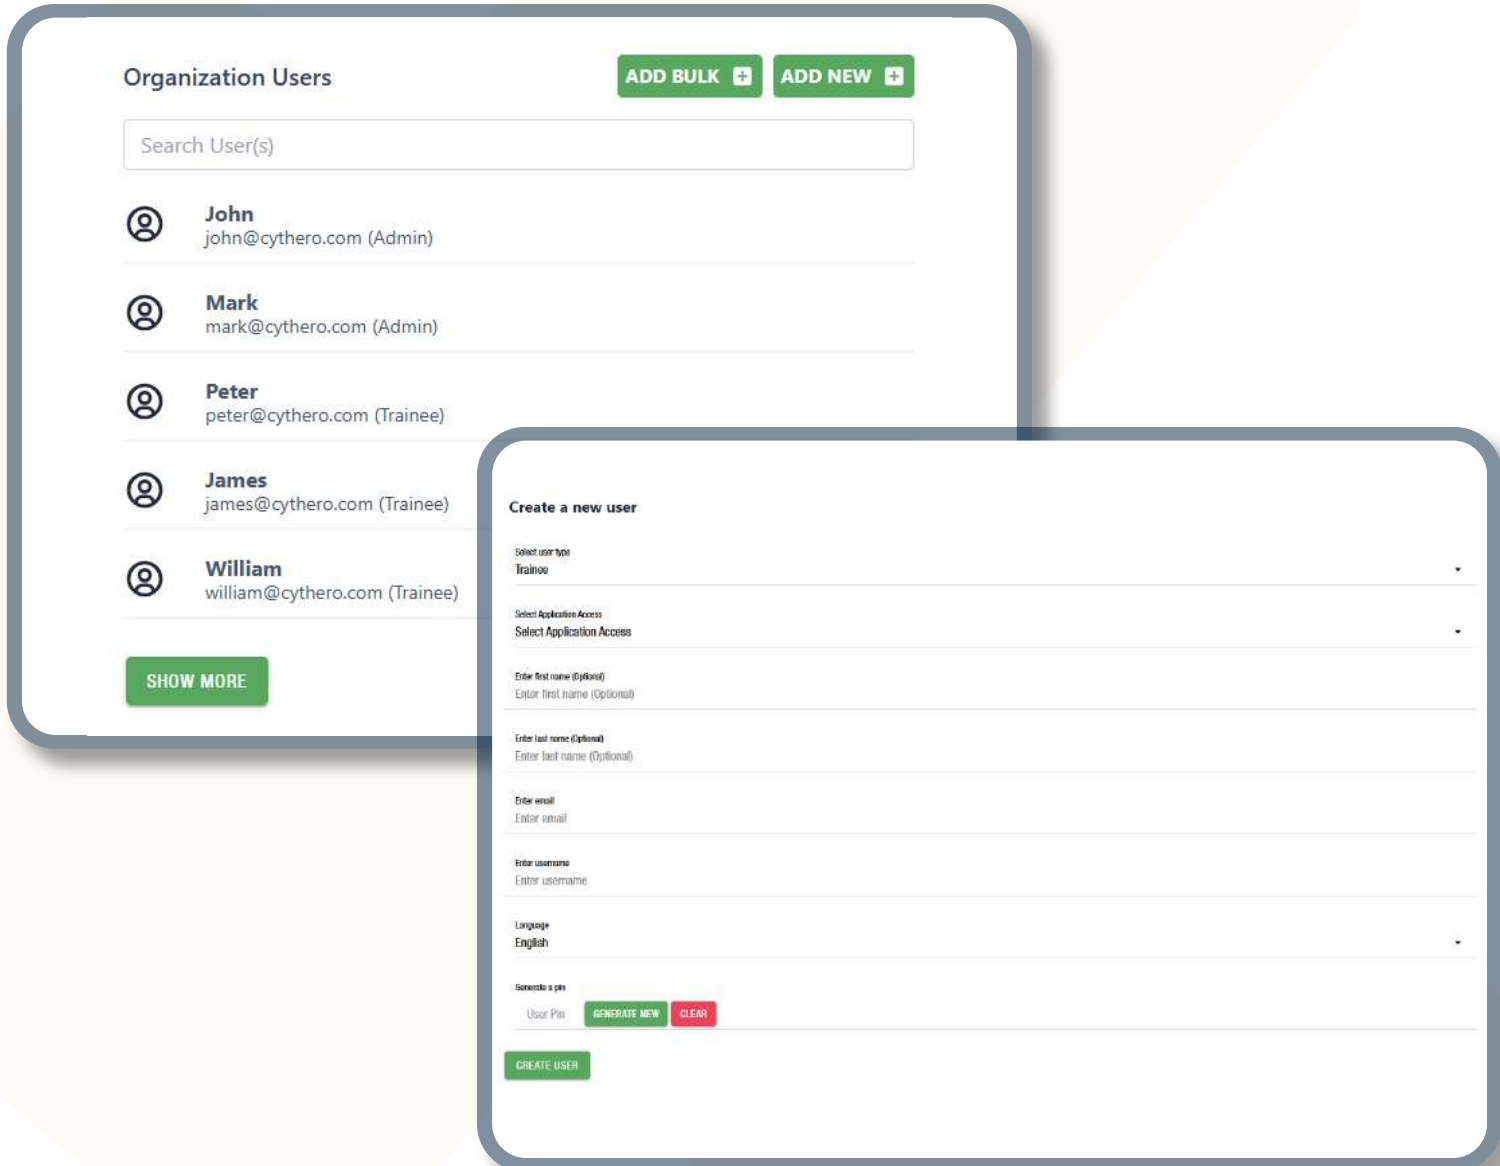 Organization Users
ADD BULK
ADD NEW
Search User(s)
John
john@cythero.com (Admin)
Mark
mark@cythero.com (Admin)
Peter
peter@cythero.com (Trainee)
James
james@cythero.com (Trainee)
William
william@cythero.com (Trainee)
SHOW MORE
Create a new user
Select user type
Trainee
Select Application Access
Select Application Access
Enter first name (Optional)
Enter first name (Optional)
Enter last name (Optional)
Enter last name (Optional)
Enter email
Enter email
Enter username
Enter username
Language
English
Generate a pin
User Pin
GENERATE NEW
CLEAR
CREATE USER